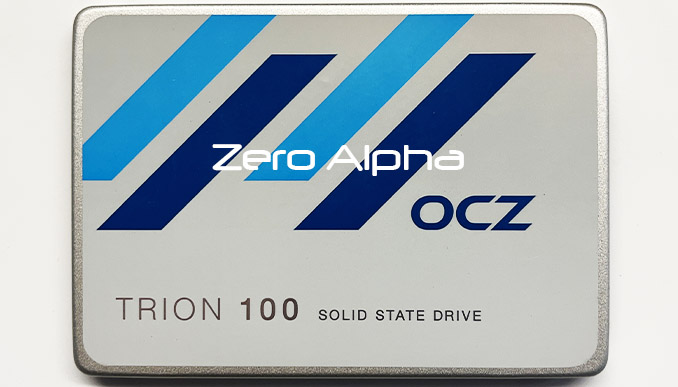 Zero Alpha
OCZ
TRION 100 SOLID STATE DRIVE